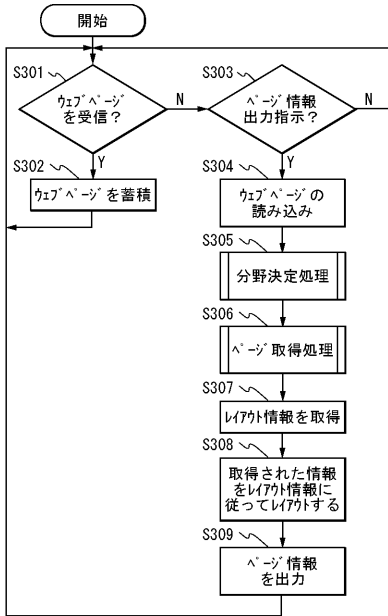 開始
S301
ウェブページ
を受信？
N
Y
S303
ページ情報
出力指示？
N
Y
S302
ウェブページを蓄積
S304
ウェブページの
読み込み
S305
分野決定処理
S306
ページ取得処理
S307
レイアウト情報を取得
S308
取得された情報
をレイアウト情報に
従ってレイアウトする
S309
ページ情報
を出力